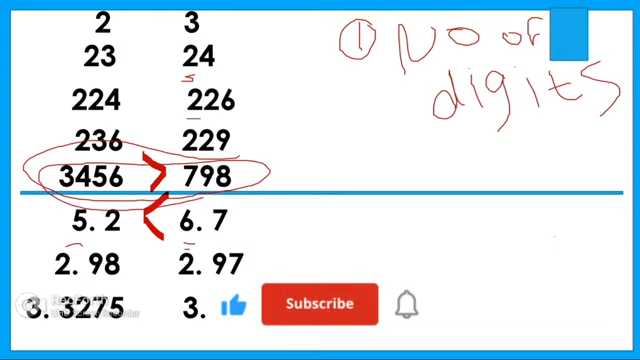 2 3
① No of
23 24
digits
224 226
236 229
3456 > 798
5. 2 < 6. 7
2. 98 2. 97
3. 3275 3.
Subscribe